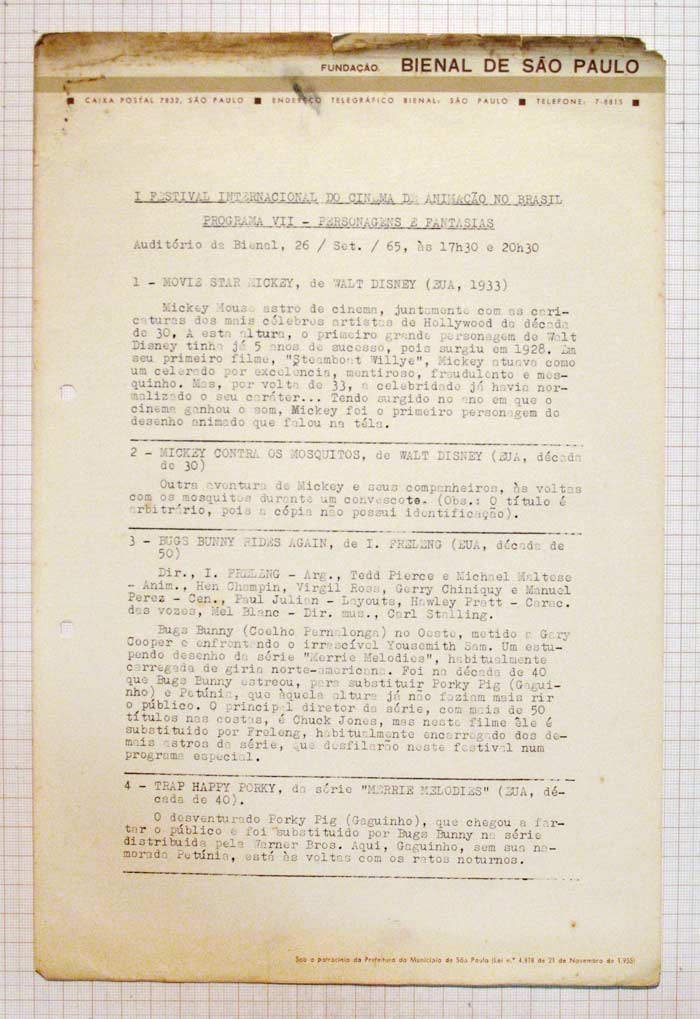 FUNDAÇÃO BIENAL DE SÃO PAULO
■ CAIXA POSTAL 7832, SÃO PAULO ■ ENDEREÇO TELEGRÁFICO BIENAL: SÃO PAULO ■ TELEFONE: 7-8815 ■
I FESTIVAL INTERNACIONAL DO CINEMA DE ANIMAÇÃO NO BRASIL
PROGRAMA VII - PERSONAGENS E FANTASIAS
Auditório da Bienal, 26 / Set. / 65, às 17h30 e 20h30
1 - MOVIE STAR MICKEY, de WALT DISNEY (EUA, 1933)
Mickey Mouse astro de cinema, juntamente com as cari-
caturas dos mais célebres artistas de Hollywood da década
de 30. A esta altura, o primeiro grande personagem de Walt
Disney tinha já 5 anos de sucesso, pois surgiu em 1928. Em
seu primeiro filme, "Steamboat Willye", Mickey atuava como
um celerado por excelencia, mentiroso, fraudulento e mes-
quinho. Mas, por volta de 33, a celebridade já havia nor-
malizado o seu caráter... Tendo surgido no ano em que o
cinema ganhou o som, Mickey foi o primeiro personagem do
desenho animado que falou na téla.
2 - MICKEY CONTRA OS MOSQUITOS, de WALT DISNEY (EUA, década
de 30)
Outra aventura de Mickey e seus companheiros, às voltas
com os mosquitos durante um convescote. (Obs.: O título é
arbitrário, pois a cópia não possui identificação).
3 - BUGS BUNNY RIDES AGAIN, de I. FRELENG (EUA, década de
50)
Dir., I. FRELENG - Arg., Tedd Pierce e Michael Maltese
- Anim., Hen Champin, Virgil Ross, Gerry Chiniquy e Manuel
Perez - Cen., Paul Julian - Layouts, Hawley Pratt - Carac.
das vozes, Mel Blanc - Dir. mus., Carl Stalling.
Bugs Bunny (Coelho Pernalonga) no Oeste, metido a Gary
Cooper e enfrentando o irrascível Yousemith Sam. Um estu-
pendo desenho da série "Merrie Melodies", habitualmente
carregada de giria norte-americana. Foi na década de 40
que Bugs Bunny estreou, para substituir Porky Pig (Gagui-
nho) e Petúnia, que àquela altura já não faziam mais rir
o público. O principal diretor da série, com mais de 50
títulos nas costas, é Chuck Jones, mas neste filme êle é
substituido por Freleng, habitualmente encarregado dos de-
mais astros da série, que desfilarão neste festival num
programa especial.
4 - TRAP HAPPY PORKY, da série "MERRIE MELODIES" (EUA, dé-
cada de 40).
O desventurado Porky Pig (Gaguinho), que chegou a far-
tar o público e foi substituido por Bugs Bunny na série
distribuida pela Warner Bros. Aqui, Gaguinho, sem sua na-
morada Petúnia, está às voltas com os ratos noturnos.
Sob o patrocínio da Prefeitura do Município de São Paulo (Lei n.º 4.818 de 21 de Novembro de 1.955)